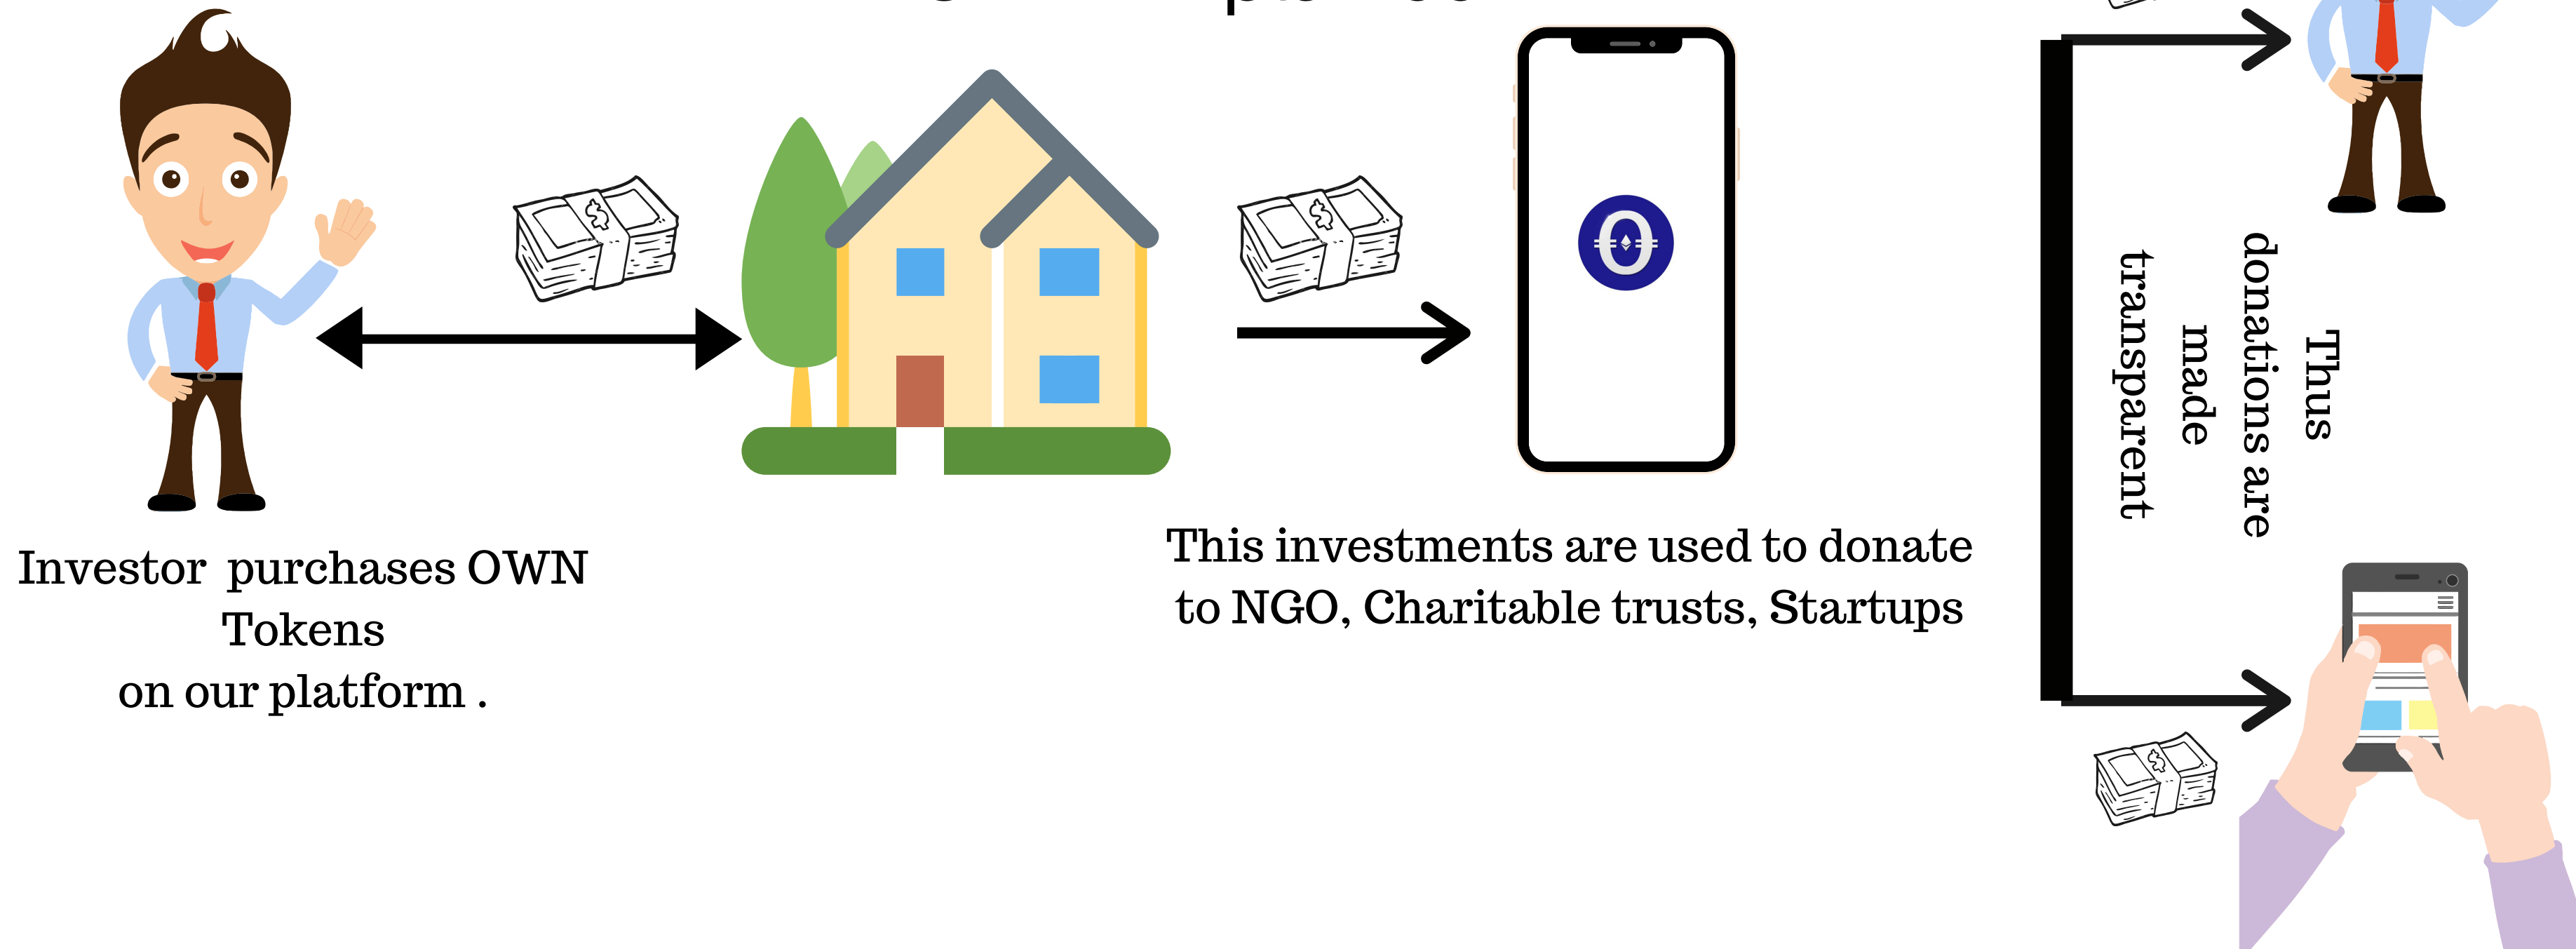 Investor purchases OWN
Tokens
on our platform .
This investments are used to donate
to NGO, Charitable trusts, Startups
Thus
donations are
made
transparent